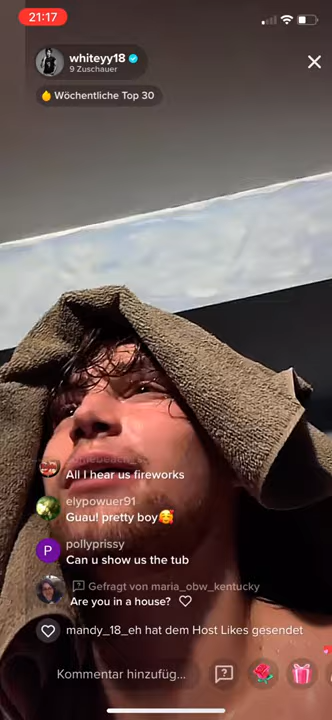 21:17
whiteyy18
9 Zuschauer
Wöchentliche Top 30
All I hear us fireworks
elypowuer91
Guau! pretty boy🥰
P
pollyprissy
Can u show us the tub
Gefragt von maria_obw_kentucky
Are you in a house?
mandy_18_eh hat dem Host Likes gesendet
Kommentar hinzufüg...